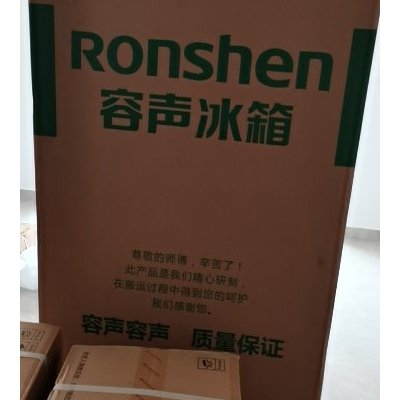 Ronshen
容声冰箱
尊敬的师傅，辛苦了！
此产品是我们精心研制，
在搬运过程中得到您的呵护，
我们感谢您。
容声容声 质量保证